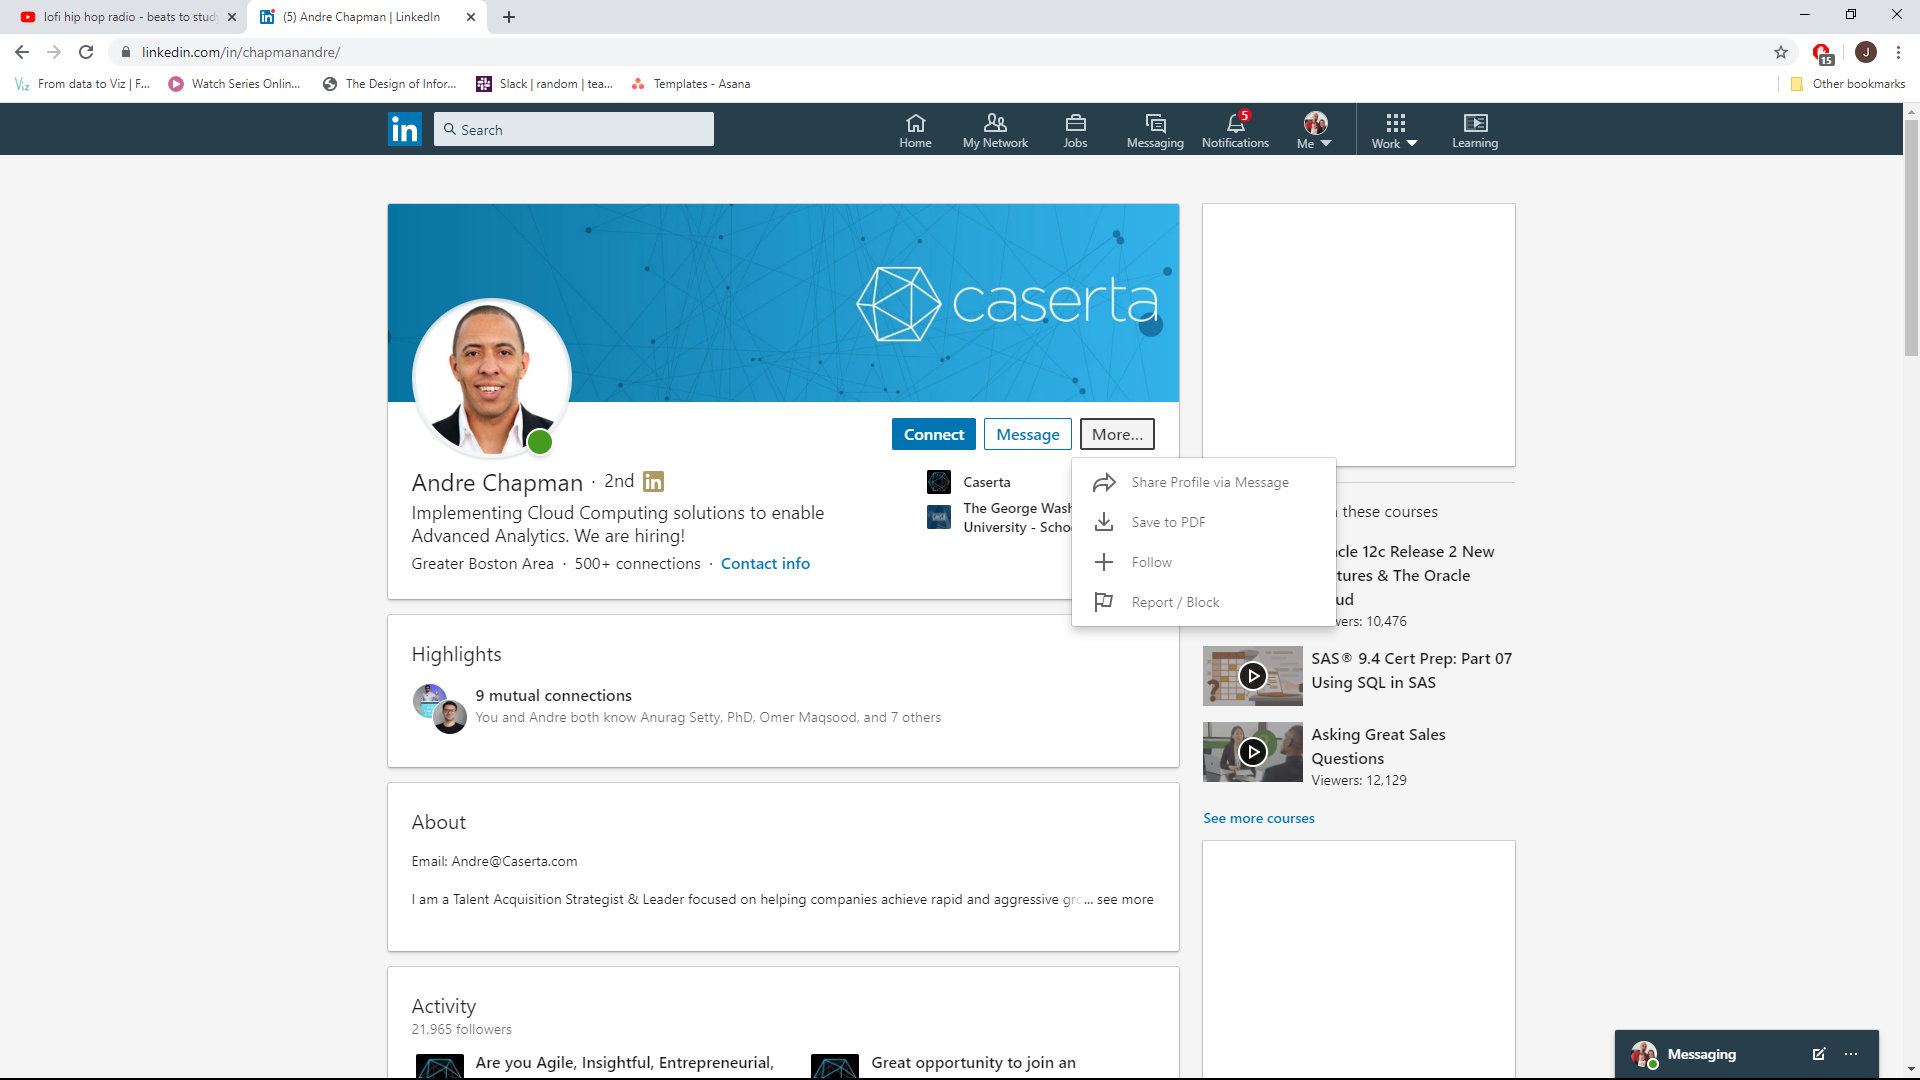 lofi hip hop radio - beats to stud
(5) Andre Chapman | LinkedIn
linkedin.com/in/chapmanandre/
15
J
From data to Viz | F...
Watch Series Onlin...
The Design of Infor...
Slack | random | tea...
Templates - Asana
Other bookmarks
in
Search
Home
My Network
Jobs
Messaging
5
Notifications
Me
Work
Learning
caserta
Connect
Message
More...
Andre Chapman · 2nd in
Implementing Cloud Computing solutions to enable
Advanced Analytics. We are hiring!
Greater Boston Area · 500+ connections · Contact info
Caserta
The George Wash
University - Schoo
Share Profile via Message
Save to PDF
Follow
Report / Block
these courses
12c Release 2 New
& The Oracle
10,476
SAS® 9.4 Cert Prep: Part 07
Using SQL in SAS
Asking Great Sales
Questions
Viewers: 12,129
See more courses
Highlights
9 mutual connections
You and Andre both know Anurag Setty, PhD, Omer Maqsood, and 7 others
About
Email: Andre@Caserta.com
I am a Talent Acquisition Strategist & Leader focused on helping companies achieve rapid and aggressive gro... see more
Activity
21,965 followers
Are you Agile, Insightful, Entrepreneurial,
Great opportunity to join an
Messaging